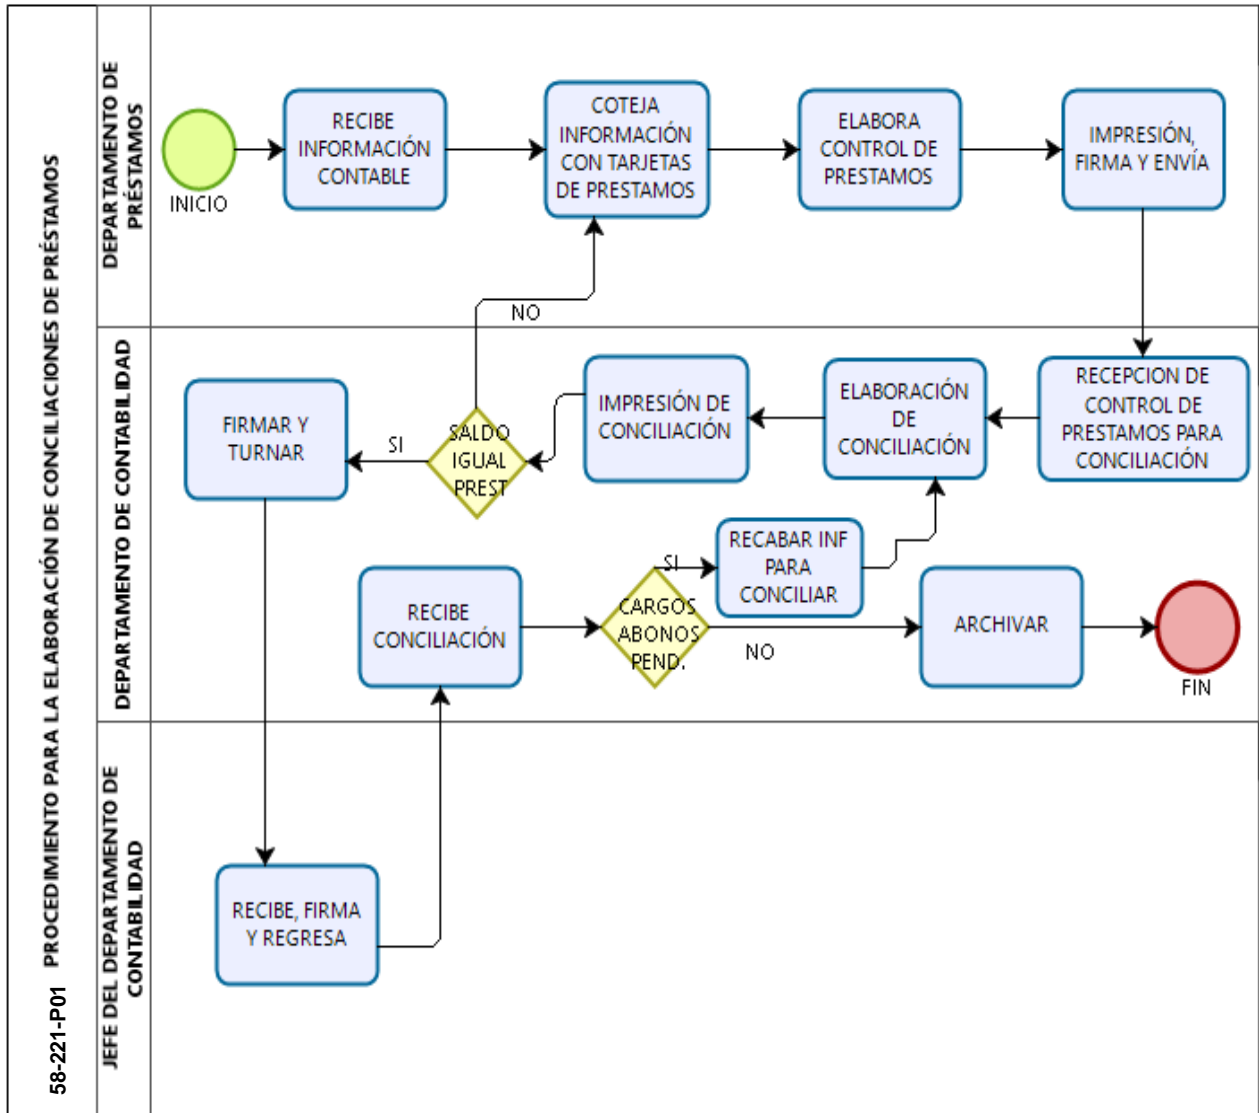 58-221-P01 PROCEDIMIENTO PARA LA ELABORACIÓN DE CONCILIACIONES DE PRÉSTAMOS
DEPARTAMENTO DE
PRÉSTAMOS
INICIO
RECIBE
INFORMACIÓN
CONTABLE
COTEJA
INFORMACIÓN
CON TARJETAS
DE PRESTAMOS
ELABORA
CONTROL DE
PRESTAMOS
IMPRESIÓN,
FIRMA Y ENVÍA
NO
DEPARTAMENTO DE CONTABILIDAD
RECEPCION DE
CONTROL DE
PRESTAMOS PARA
CONCILIACIÓN
ELABORACIÓN
DE
CONCILIACIÓN
IMPRESIÓN DE
CONCILIACIÓN
SALDO
IGUAL
PREST
SI
FIRMAR Y
TURNAR
RECIBE
CONCILIACIÓN
CARGOS
ABONOS
PEND.
SI
RECABAR INF
PARA
CONCILIAR
NO
ARCHIVAR
FIN
JEFE DEL DEPARTAMENTO DE
CONTABILIDAD
RECIBE, FIRMA
Y REGRESA